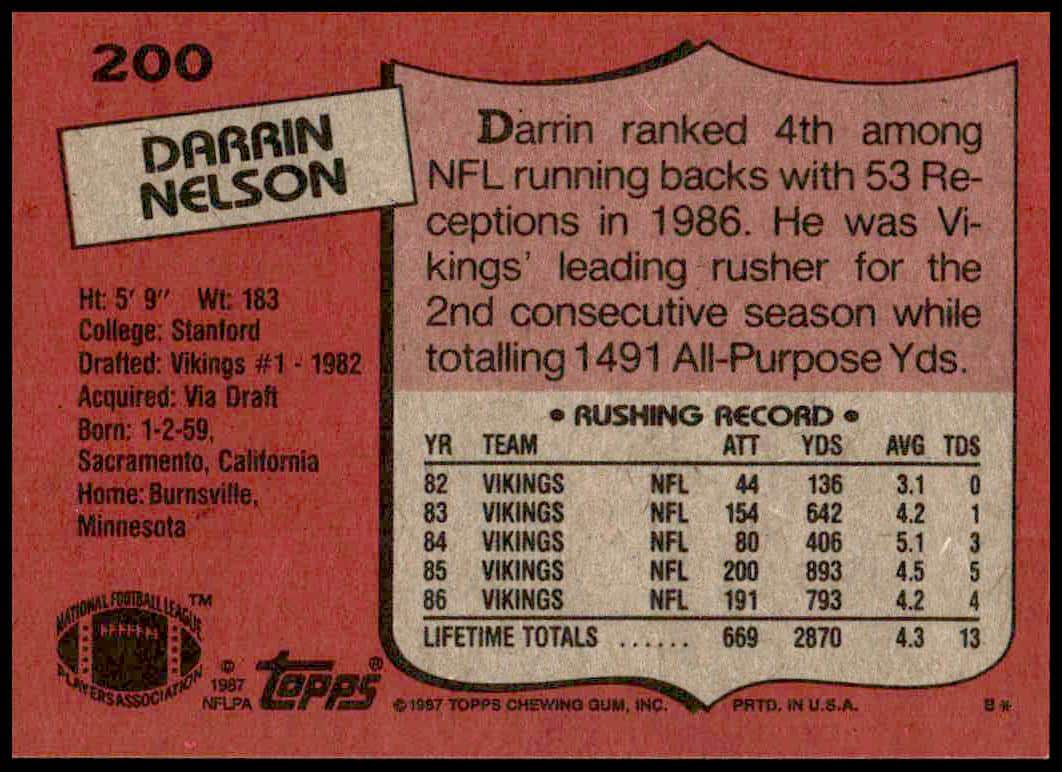 200
DARRIN
NELSON
Ht: 5' 9" Wt: 183
College: Stanford
Drafted: Vikings #1 - 1982
Acquired: Via Draft
Born: 1-2-59,
Sacramento, California
Home: Burnsville,
Minnesota
Darrin ranked 4th among
NFL running backs with 53 Re-
ceptions in 1986. He was Vi-
kings' leading rusher for the
2nd consecutive season while
totalling 1491 All-Purpose Yds.
• RUSHING RECORD •
YR TEAM ATT YDS AVG TDS
82 VIKINGS NFL 44 136 3.1 0
83 VIKINGS NFL 154 642 4.2 1
84 VIKINGS NFL 80 406 5.1 3
85 VIKINGS NFL 200 893 4.5 5
86 VIKINGS NFL 191 793 4.2 4
LIFETIME TOTALS ...... 669 2870 4.3 13
NATIONAL FOOTBALL LEAGUE ™
PLAYERS ASSOCIATION
© 1987 NFLPA
Topps ®
© 1987 TOPPS CHEWING GUM, INC. PRTD. IN U.S.A. B*